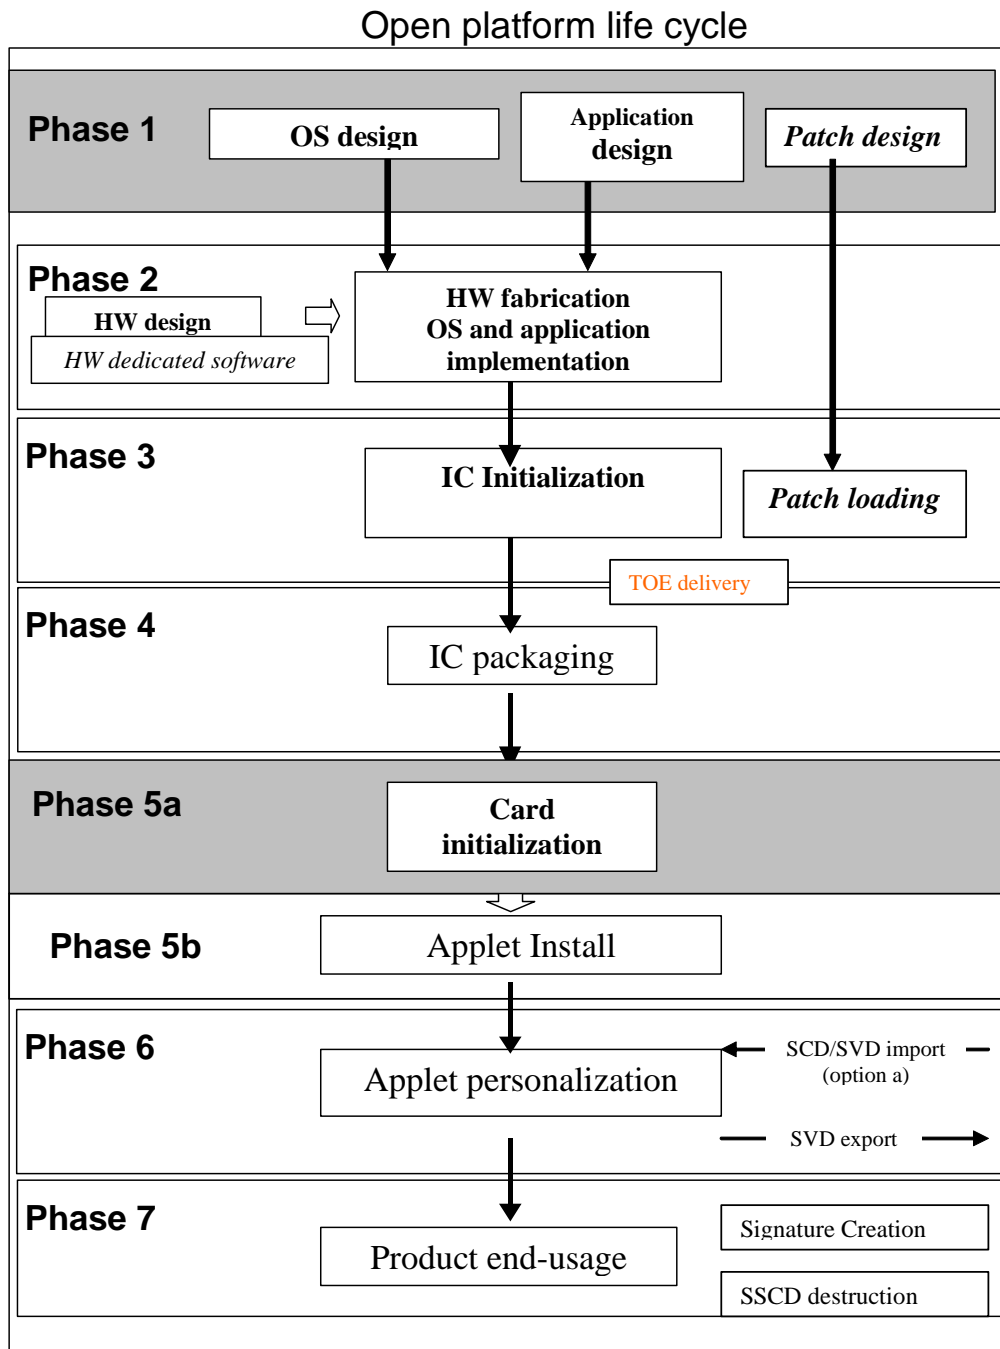 Open platform life cycle
Phase 1
OS design
Application
design
Patch design
Phase 2
HW design
HW dedicated software
HW fabrication
OS and application
implementation
Phase 3
IC Initialization
Patch loading
TOE delivery
Phase 4
IC packaging
Phase 5a
Card
initialization
Phase 5b
Applet Install
Phase 6
Applet personalization
SCD/SVD import
(option a)
SVD export
Phase 7
Product end-usage
Signature Creation
SSCD destruction